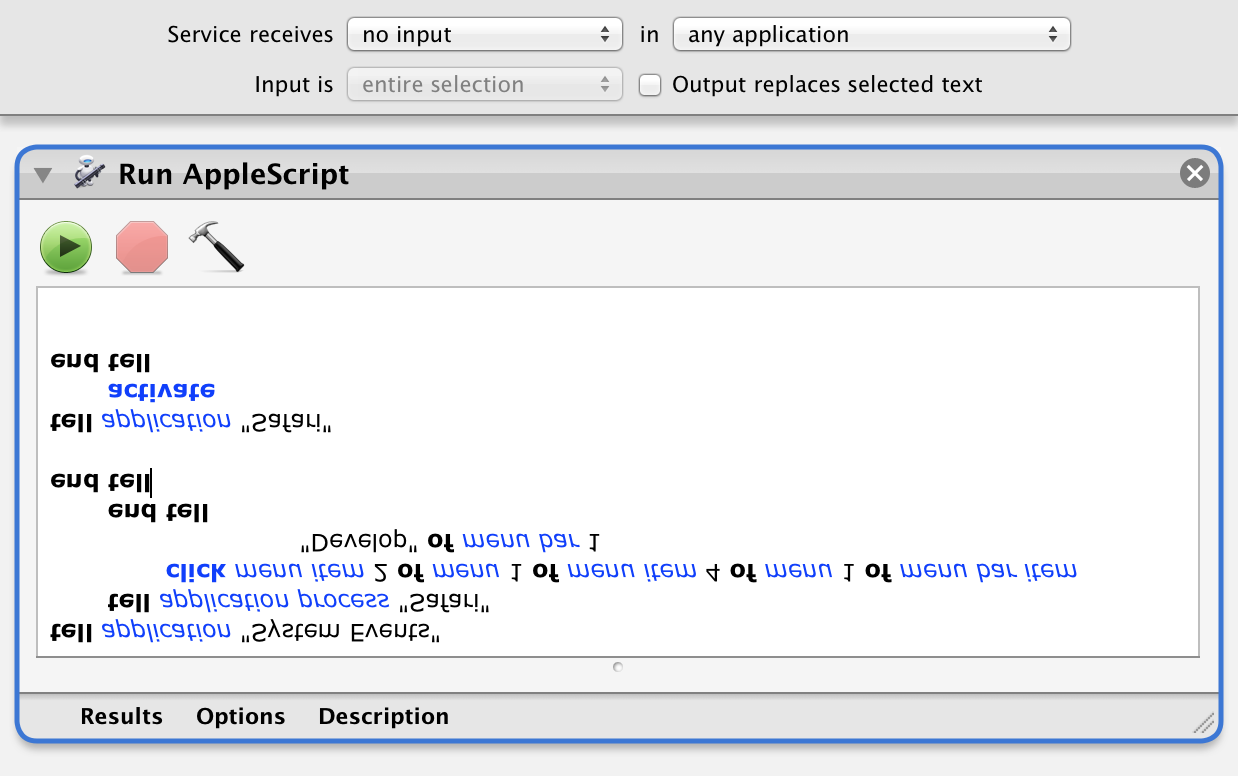 Service receives no input in any application
Input is entire selection Output replaces selected text
Run AppleScript
tell application "System Events"
tell application process "Safari"
click menu item 2 of menu 1 of menu item 4 of menu 1 of menu bar item
"Develop" of menu bar 1
end tell
end tell
tell application "Safari"
activate
end tell
Results Options Description